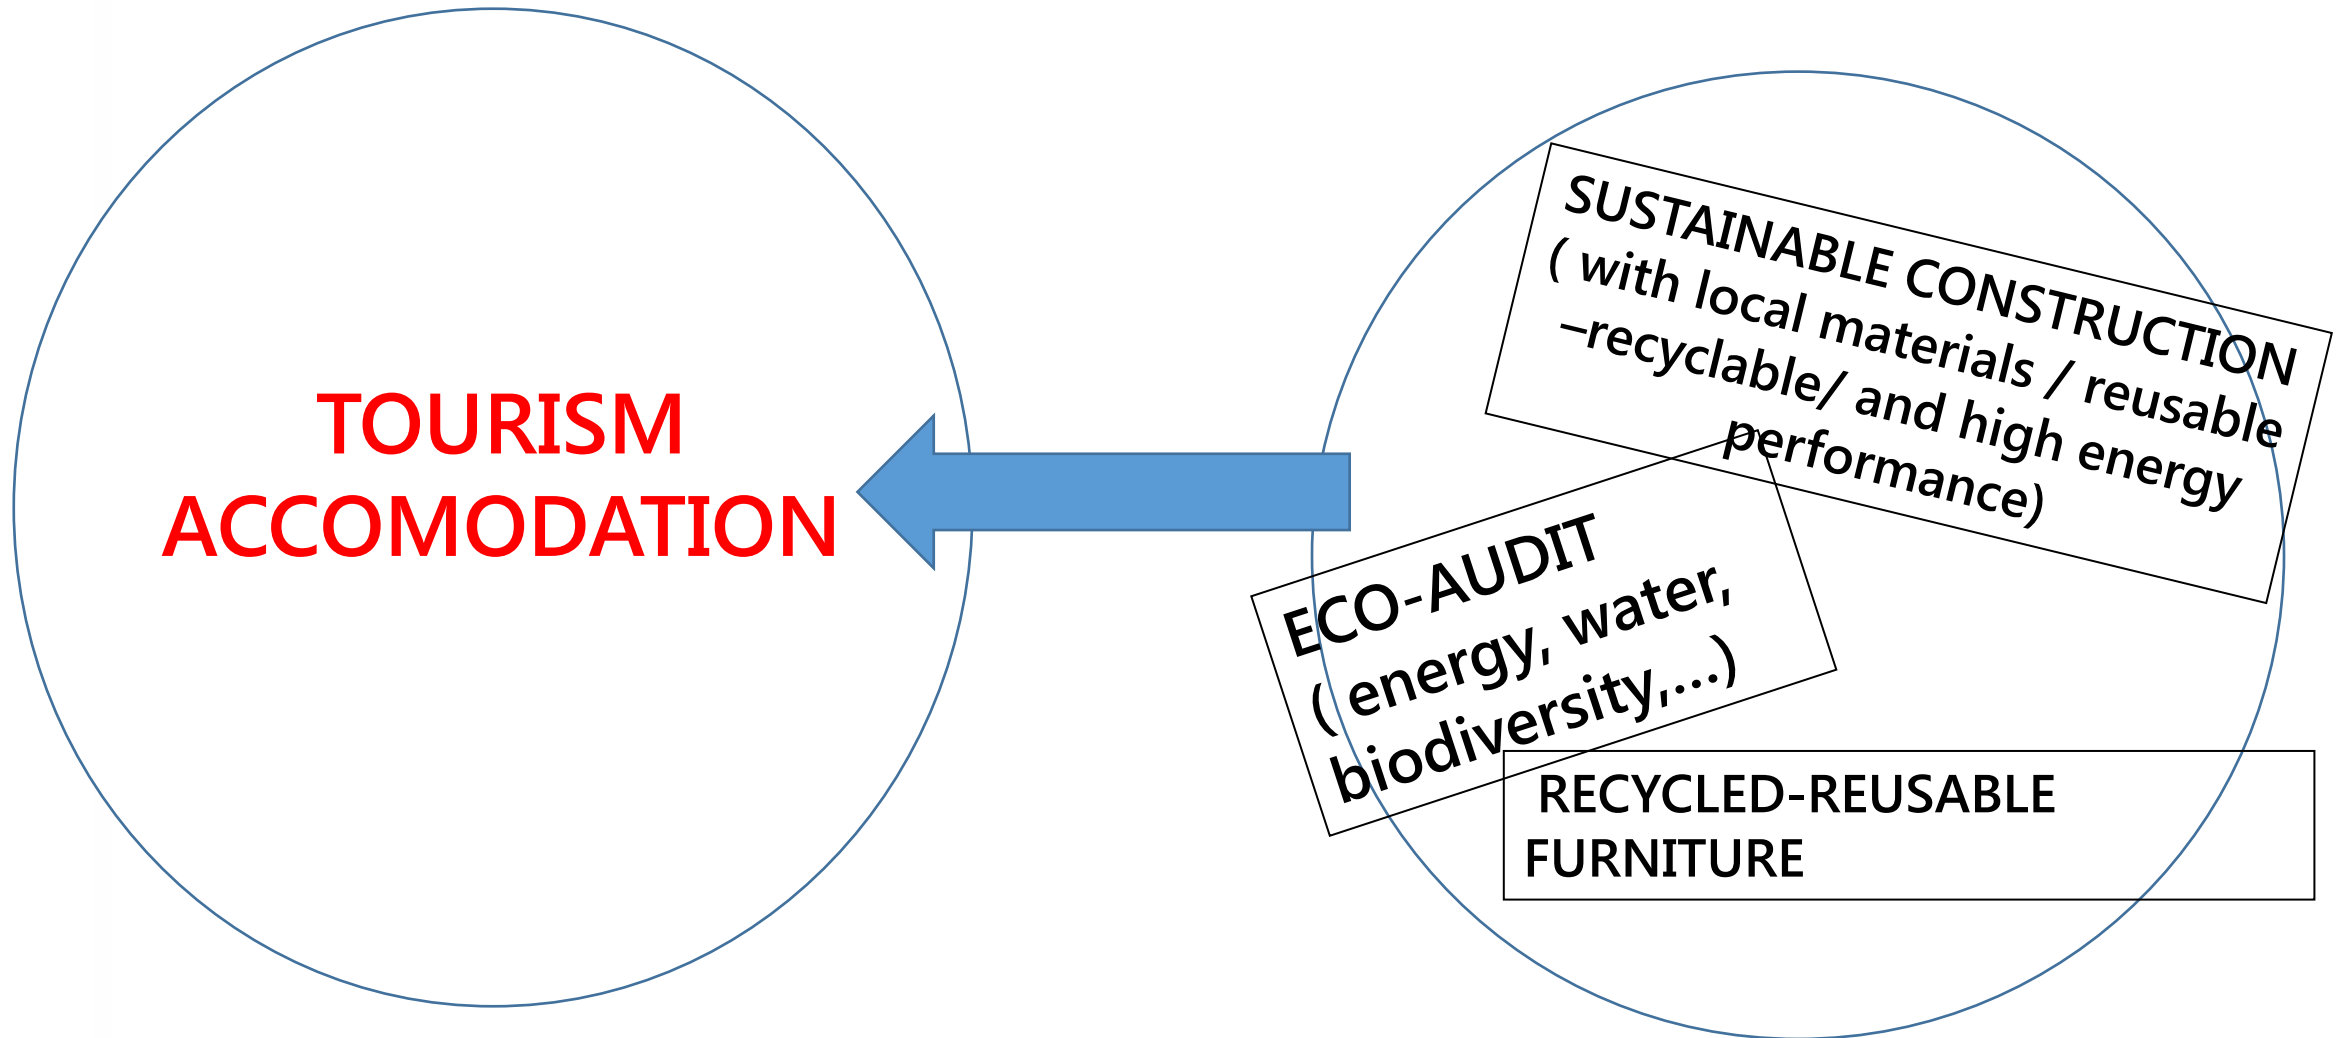 TOURISM
ACCOMODATION
SUSTAINABLE CONSTRUCTION
( with local materials / reusable
–recyclable/ and high energy
performance)
ECO-AUDIT
( energy, water,
biodiversity,...)
RECYCLED-REUSABLE
FURNITURE